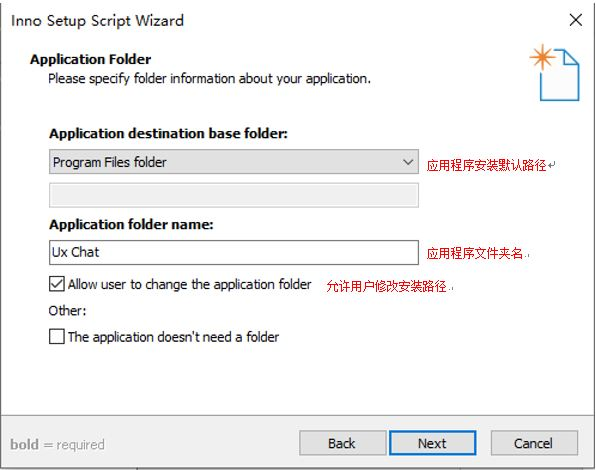 Inno Setup Script Wizard
Application Folder
Please specify folder information about your application.
Application destination base folder:
Program Files folder
应用程序安装默认路径
Application folder name:
Ux Chat
应用程序文件夹名
Allow user to change the application folder
允许用户修改安装路径
Other:
The application doesn't need a folder
bold = required
Back
Next
Cancel